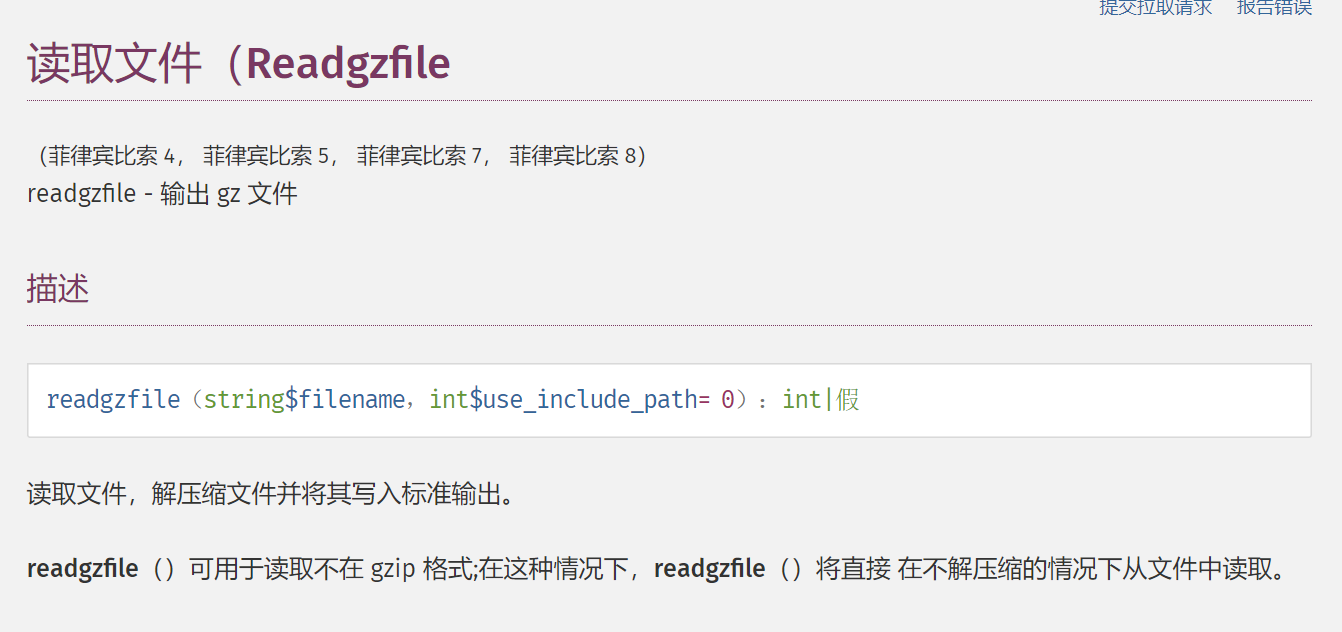 提交拉取请求 报告错误
读取文件（Readgzfile
（菲律宾比索 4， 菲律宾比索 5， 菲律宾比索 7， 菲律宾比索 8）
readgzfile - 输出 gz 文件
描述
readgzfile（string$filename，int$use_include_path= 0）：int|假
读取文件，解压缩文件并将其写入标准输出。
readgzfile（）可用于读取不在 gzip 格式;在这种情况下，readgzfile（）将直接 在不解压缩的情况下从文件中读取。